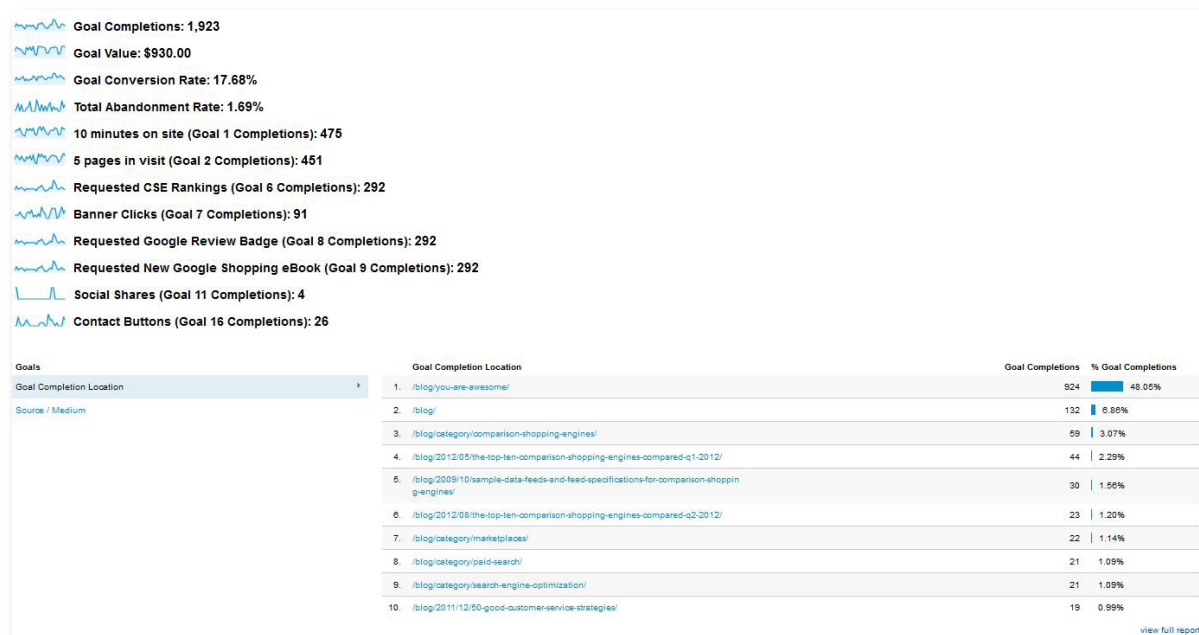 Goal Completions: 1,923
Goal Value: $930.00
Goal Conversion Rate: 17.68%
Total Abandonment Rate: 1.69%
10 minutes on site (Goal 1 Completions): 475
5 pages in visit (Goal 2 Completions): 451
Requested CSE Rankings (Goal 6 Completions): 292
Banner Clicks (Goal 7 Completions): 91
Requested Google Review Badge (Goal 8 Completions): 292
Requested New Google Shopping eBook (Goal 9 Completions): 292
Social Shares (Goal 11 Completions): 4
Contact Buttons (Goal 16 Completions): 26
Goals
Goal Completion Location
Source / Medium
Goal Completion Location Goal Completions % Goal Completions
1. /blog/you-are-awesome/ 924 48.05%
2. /blog/ 132 6.86%
3. /blog/category/comparison-shopping-engines/ 59 3.07%
4. /blog/2012/05/the-top-ten-comparison-shopping-engines-compared-q1-2012/ 44 2.29%
5. /blog/2009/10/sample-data-feeds-and-feed-specifications-for-comparison-shoppin
g-engines/ 30 1.56%
6. /blog/2012/08/the-top-ten-comparison-shopping-engines-compared-q2-2012/ 23 1.20%
7. /blog/category/marketplaces/ 22 1.14%
8. /blog/category/paid-search/ 21 1.09%
9. /blog/category/search-engine-optimization/ 21 1.09%
10. /blog/2011/12/50-good-customer-service-strategies/ 19 0.99%
view full repor